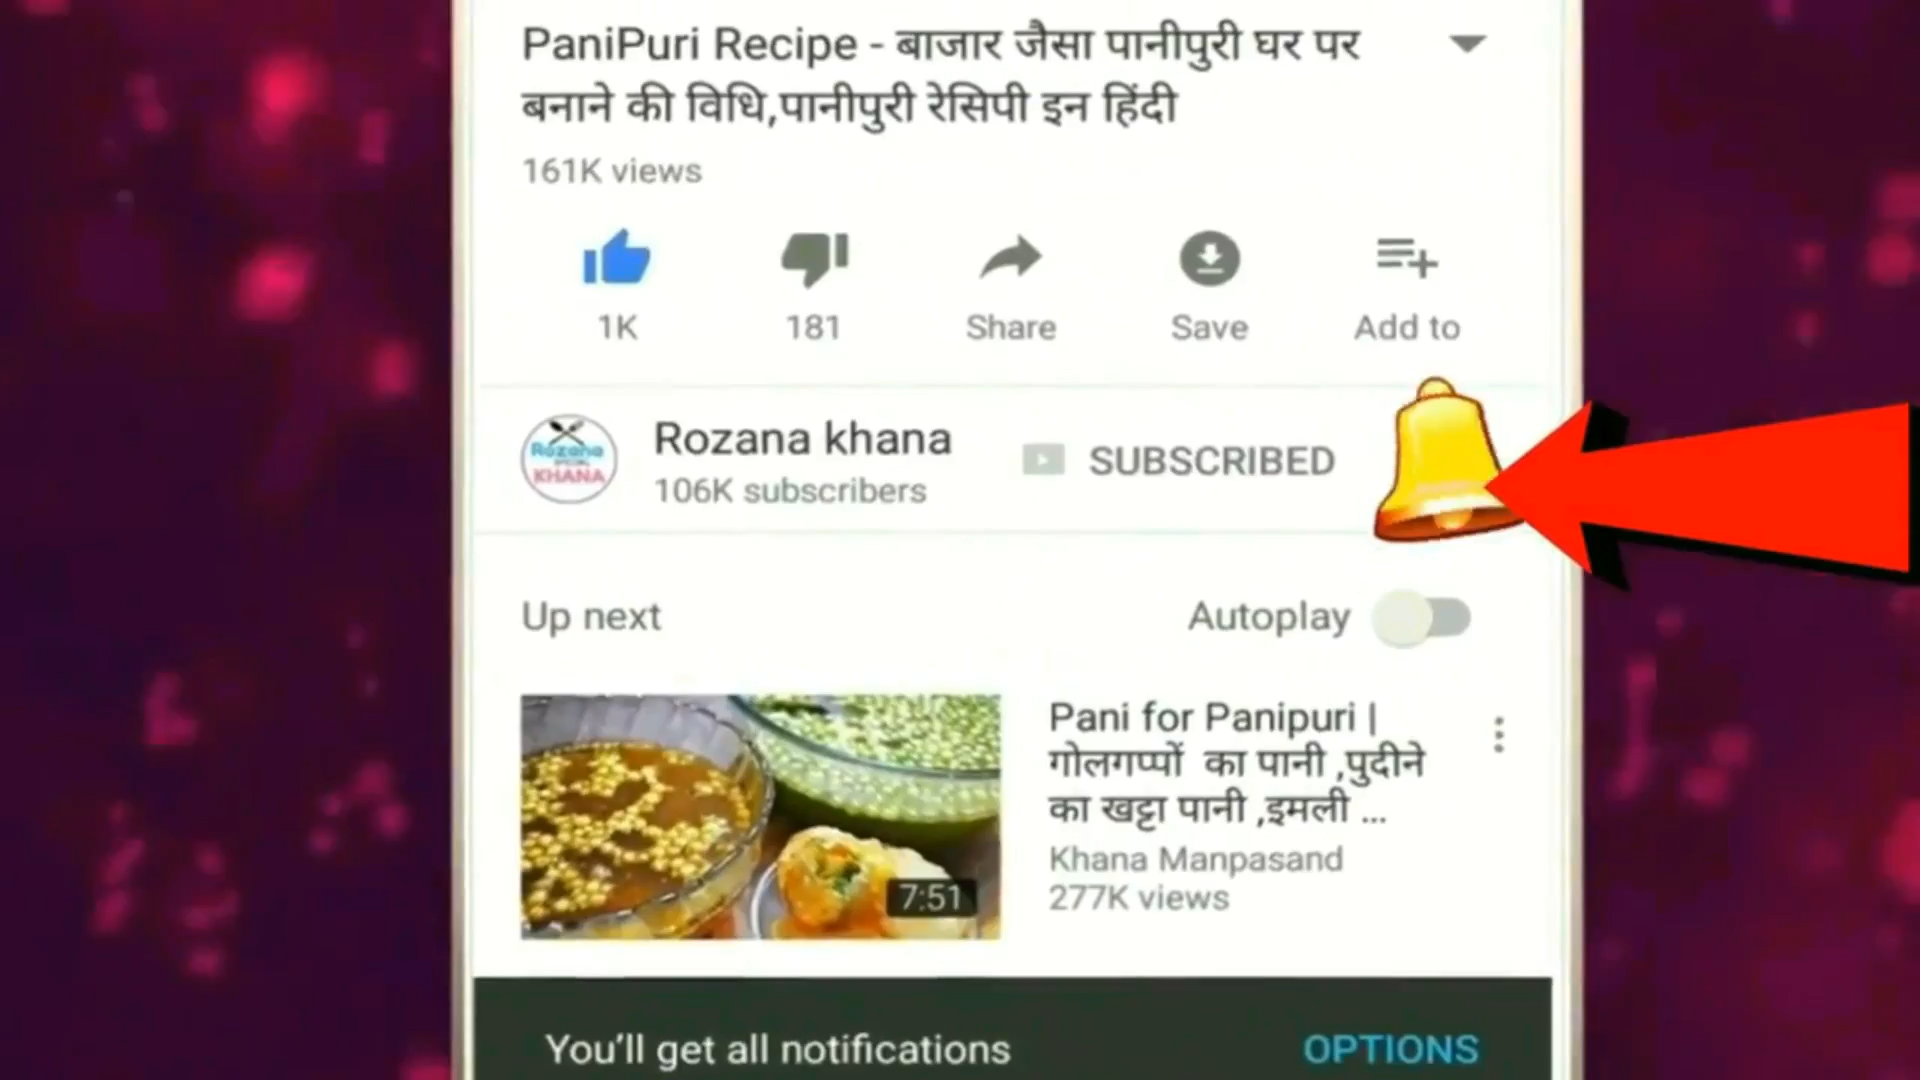 PaniPuri Recipe - बाजार जैसा पानीपुरी घर पर
बनाने की विधि,पानीपुरी रेसिपी इन हिंदी
161K views
1K
181
Share
Save
Add to
Rozana
KHANA
Rozana khana
106K subscribers
SUBSCRIBED
Up next
Autoplay
7:51
Pani for Panipuri |
गोलगप्पों का पानी ,पुदीने
का खट्टा पानी ,इमली ...
Khana Manpasand
277K views
You'll get all notifications
OPTIONS